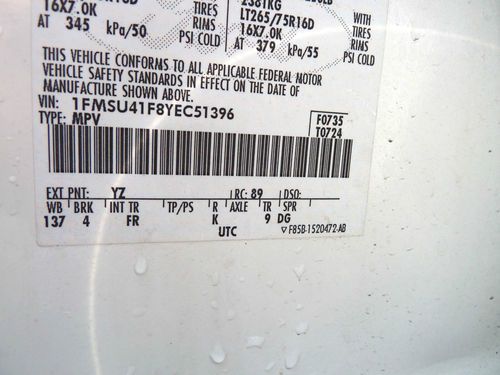 16X7.0K TIRES RIMS PSI COLD LT265/75R16D 16X7.0K WITH TIRES RIMS
AT 345 kPa/50 AT 379 kPa/55 PSI COLD
THIS VEHICLE CONFORMS TO ALL APPLICABLE FEDERAL MOTOR
VEHICLE SAFETY STANDARDS IN EFFECT ON THE DATE OF
MANUFACTURE SHOWN ABOVE.
VIN: 1FMSU41F8YEC51396
TYPE: MPV F0735
T0724
EXT PNT: YZ RC: 89 DSO:
WB BRK INT TR TP/PS R AXLE TR SPR
137 4 FR K 9 DG
UTC ▽ F85B-1520472-AB